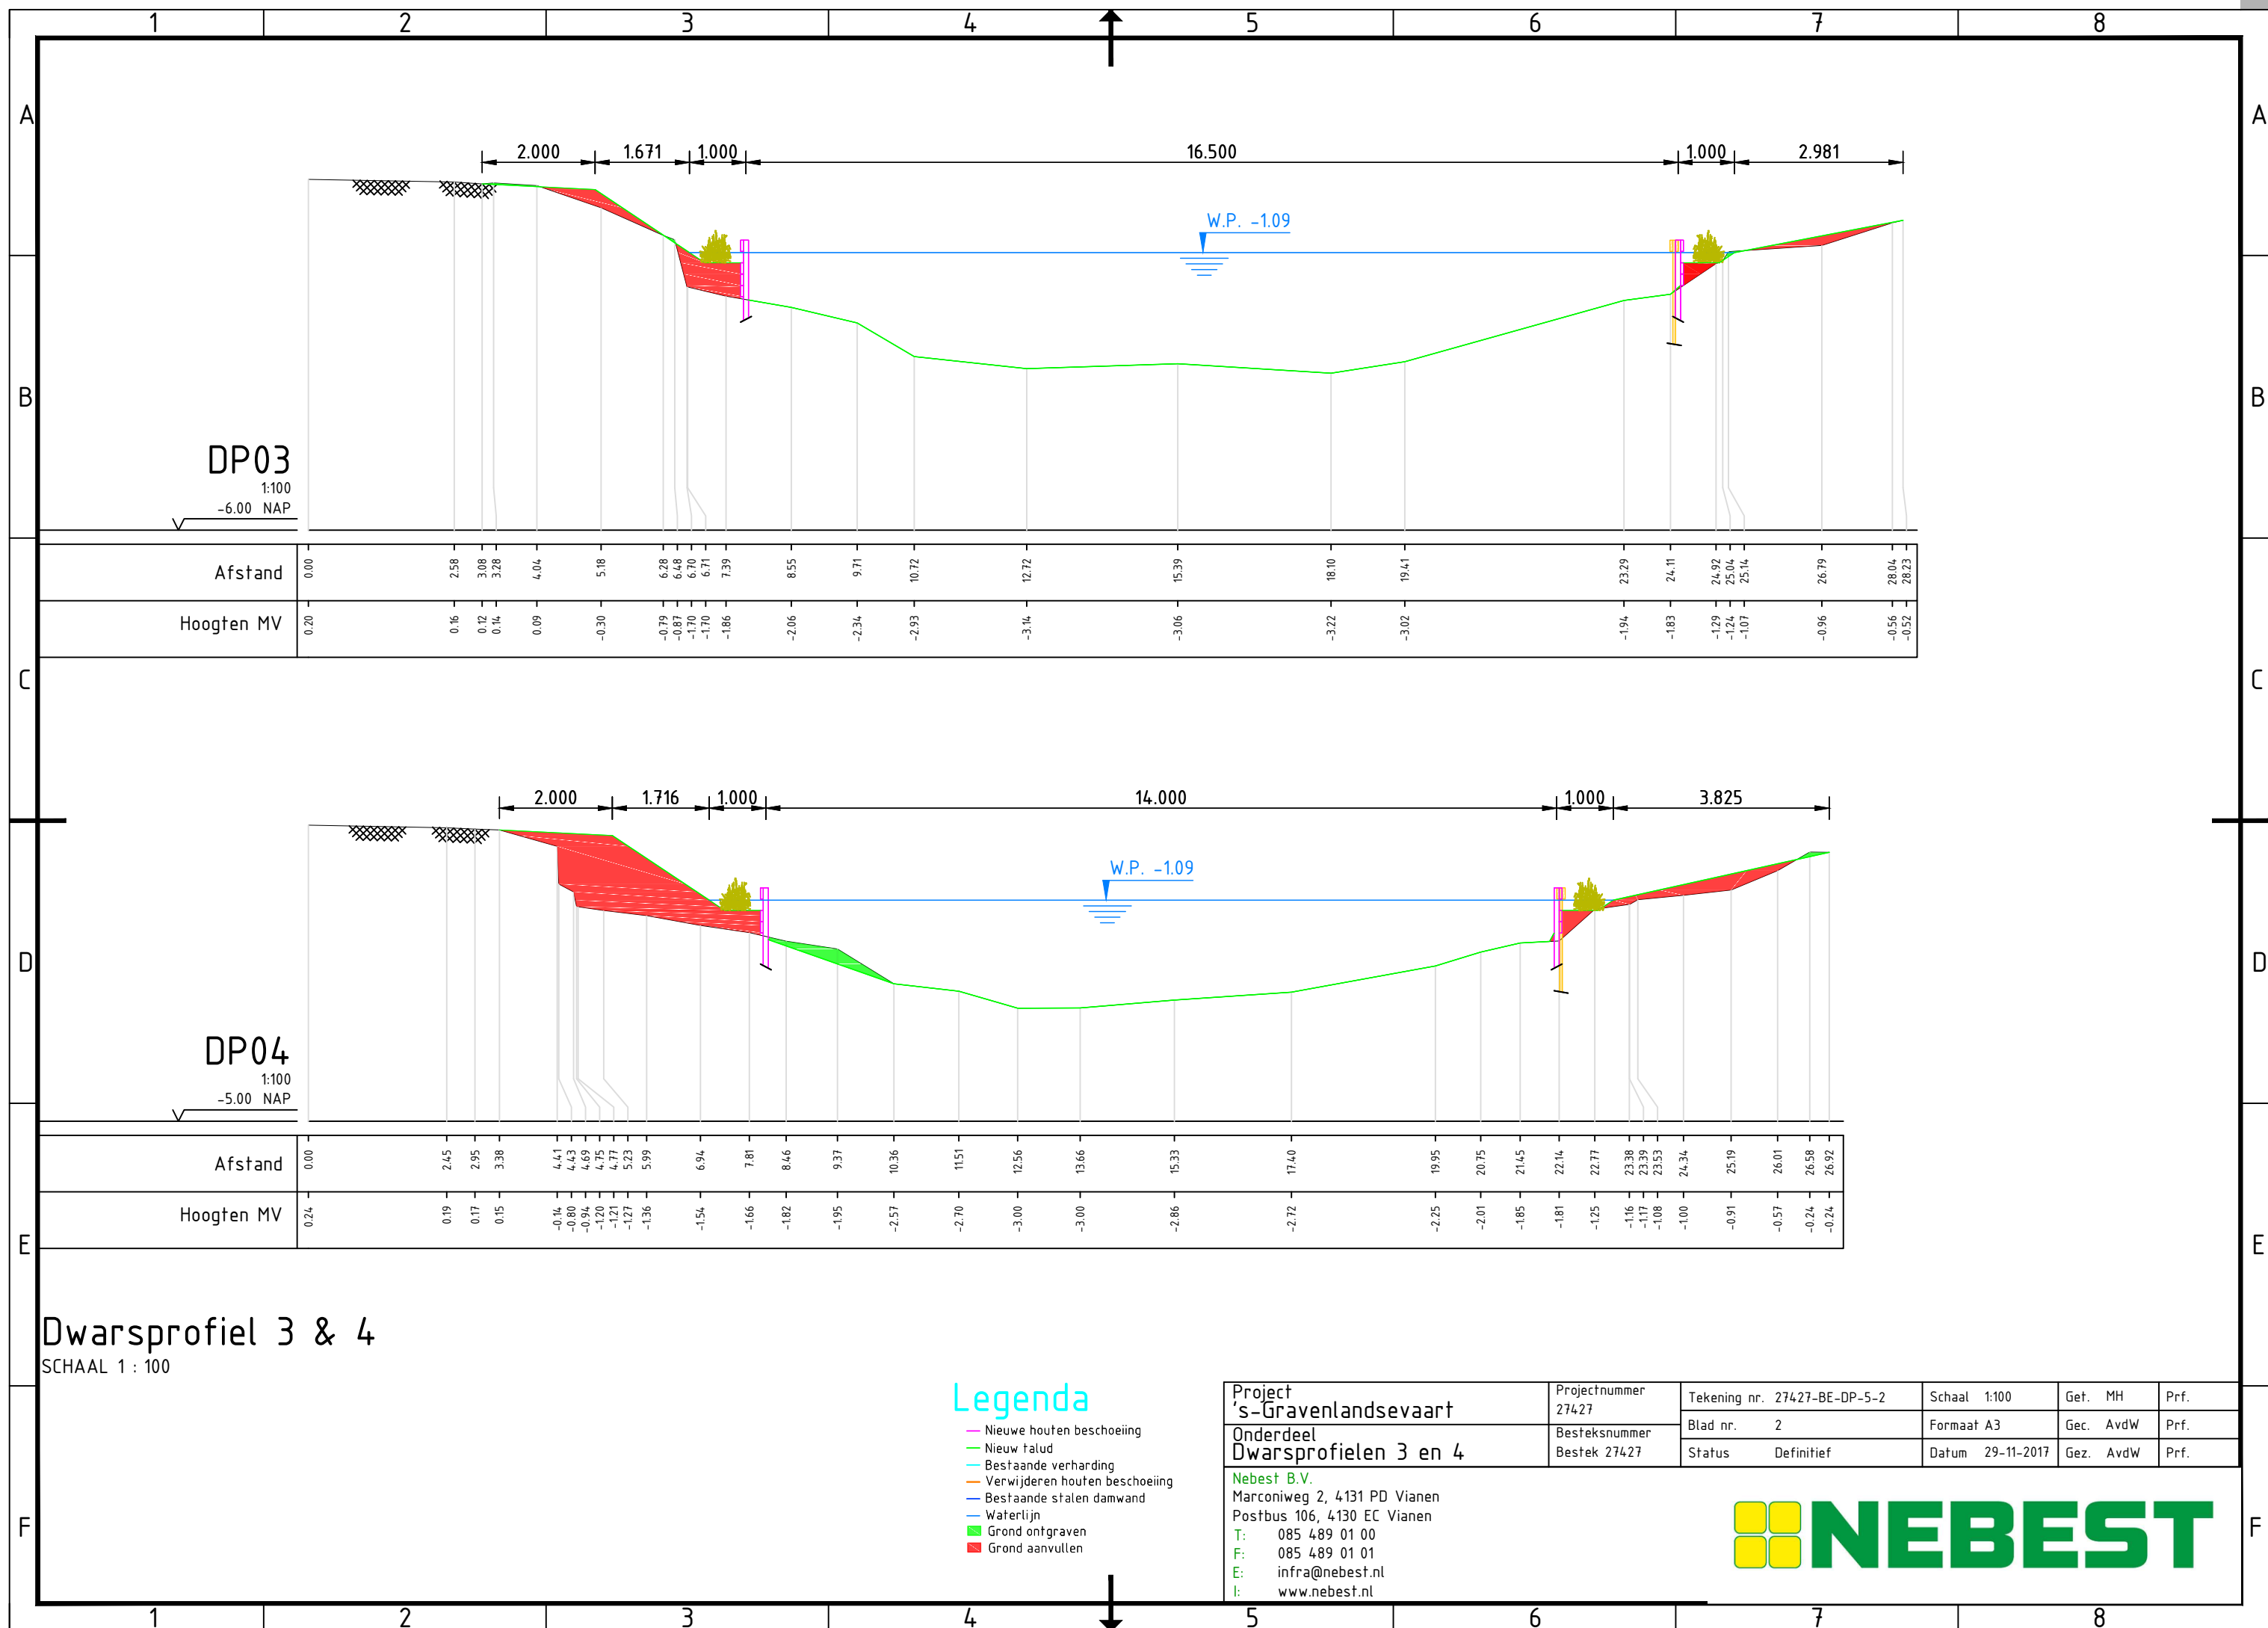 1 2 3 4 5 6 7 8
A A
2.000 1.671 1.000 16.500 1.000 2.981
W.P. -1.09
B B
DP03
1:100
-6.00 NAP
Afstand 0.00 2.58 3.08 3.28 4.04 5.18 6.28 6.48 6.70 6.71 7.39 8.55 9.71 10.72 12.72 15.39 18.10 19.41 23.29 24.11 24.92 25.04 25.14 26.79 28.04 28.23
Hoogten MV 0.20 0.16 0.12 0.14 0.09 -0.30 -0.79 -0.87 -1.70 -1.70 -1.86 -2.06 -2.34 -2.93 -3.14 -3.06 -3.22 -3.02 -1.94 -1.83 -1.29 -1.24 -1.07 -0.96 -0.56 -0.52
C C
2.000 1.716 1.000 14.000 1.000 3.825
W.P. -1.09
D D
DP04
1:100
-5.00 NAP
Afstand 0.00 2.45 2.95 3.38 4.41 4.43 4.69 4.75 4.77 5.23 5.99 6.94 7.81 8.46 9.37 10.36 11.51 12.56 13.66 15.33 17.40 19.95 20.75 21.45 22.14 22.77 23.38 23.39 23.53 24.34 25.19 26.01 26.58 26.92
Hoogten MV 0.24 0.19 0.17 0.15 -0.14 -0.80 -0.94 -1.20 -1.21 -1.27 -1.36 -1.54 -1.66 -1.82 -1.95 -2.57 -2.70 -3.00 -3.00 -2.86 -2.72 -2.25 -2.01 -1.85 -1.81 -1.25 -1.16 -1.17 -1.08 -1.00 -0.91 -0.57 -0.24 -0.24
E E
Dwarsprofiel 3 & 4
SCHAAL 1 : 100
Legenda
Nieuwe houten beschoeiing
Nieuw talud
Bestaande verharding
Verwijderen houten beschoeiing
Bestaande stalen damwand
Waterlijn
Grond ontgraven
Grond aanvullen
Project
's-Gravenlandsevaart
Onderdeel
Dwarsprofielen 3 en 4
Projectnummer
27427
Besteksnummer
Bestek 27427
Tekening nr. 27427-BE-DP-5-2 Schaal 1:100 Get. MH Prf.
Blad nr. 2 Formaat A3 Gec. AvdW Prf.
Status Definitief Datum 29-11-2017 Gez. AvdW Prf.
Nebest B.V.
Marconiweg 2, 4131 PD Vianen
Postbus 106, 4130 EC Vianen
T: 085 489 01 00
F: 085 489 01 01
E: infra@nebest.nl
I: www.nebest.nl
NEBEST
F F
1 2 3 4 5 6 7 8